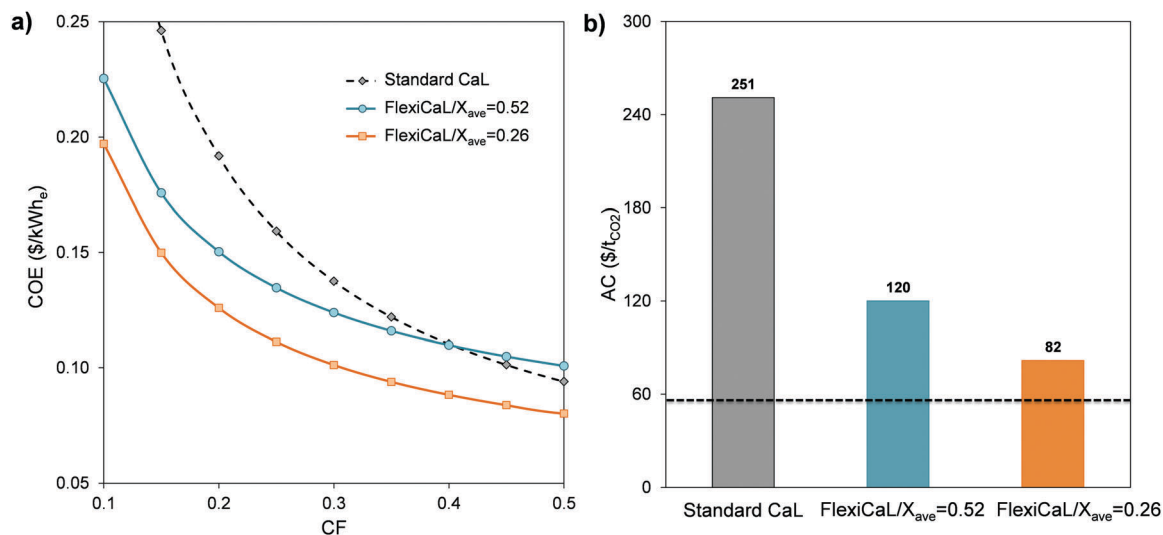 a)
0.25
0.20
0.15
0.10
0.05
COE ($/kWhe)
0.1 0.2 0.3 0.4 0.5
CF
Standard CaL
FlexiCaL/Xave=0.52
FlexiCaL/Xave=0.26
b)
300
240
180
120
60
0
AC ($/tCO2)
251
120
82
Standard CaL FlexiCaL/Xave=0.52 FlexiCaL/Xave=0.26